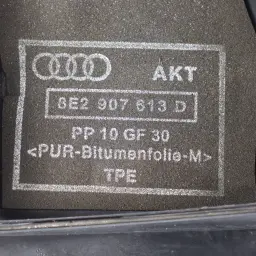 AKT
8E2 907 613 D
PP 10 GF 30
<PUR-Bitumenfolie-M>
TPE